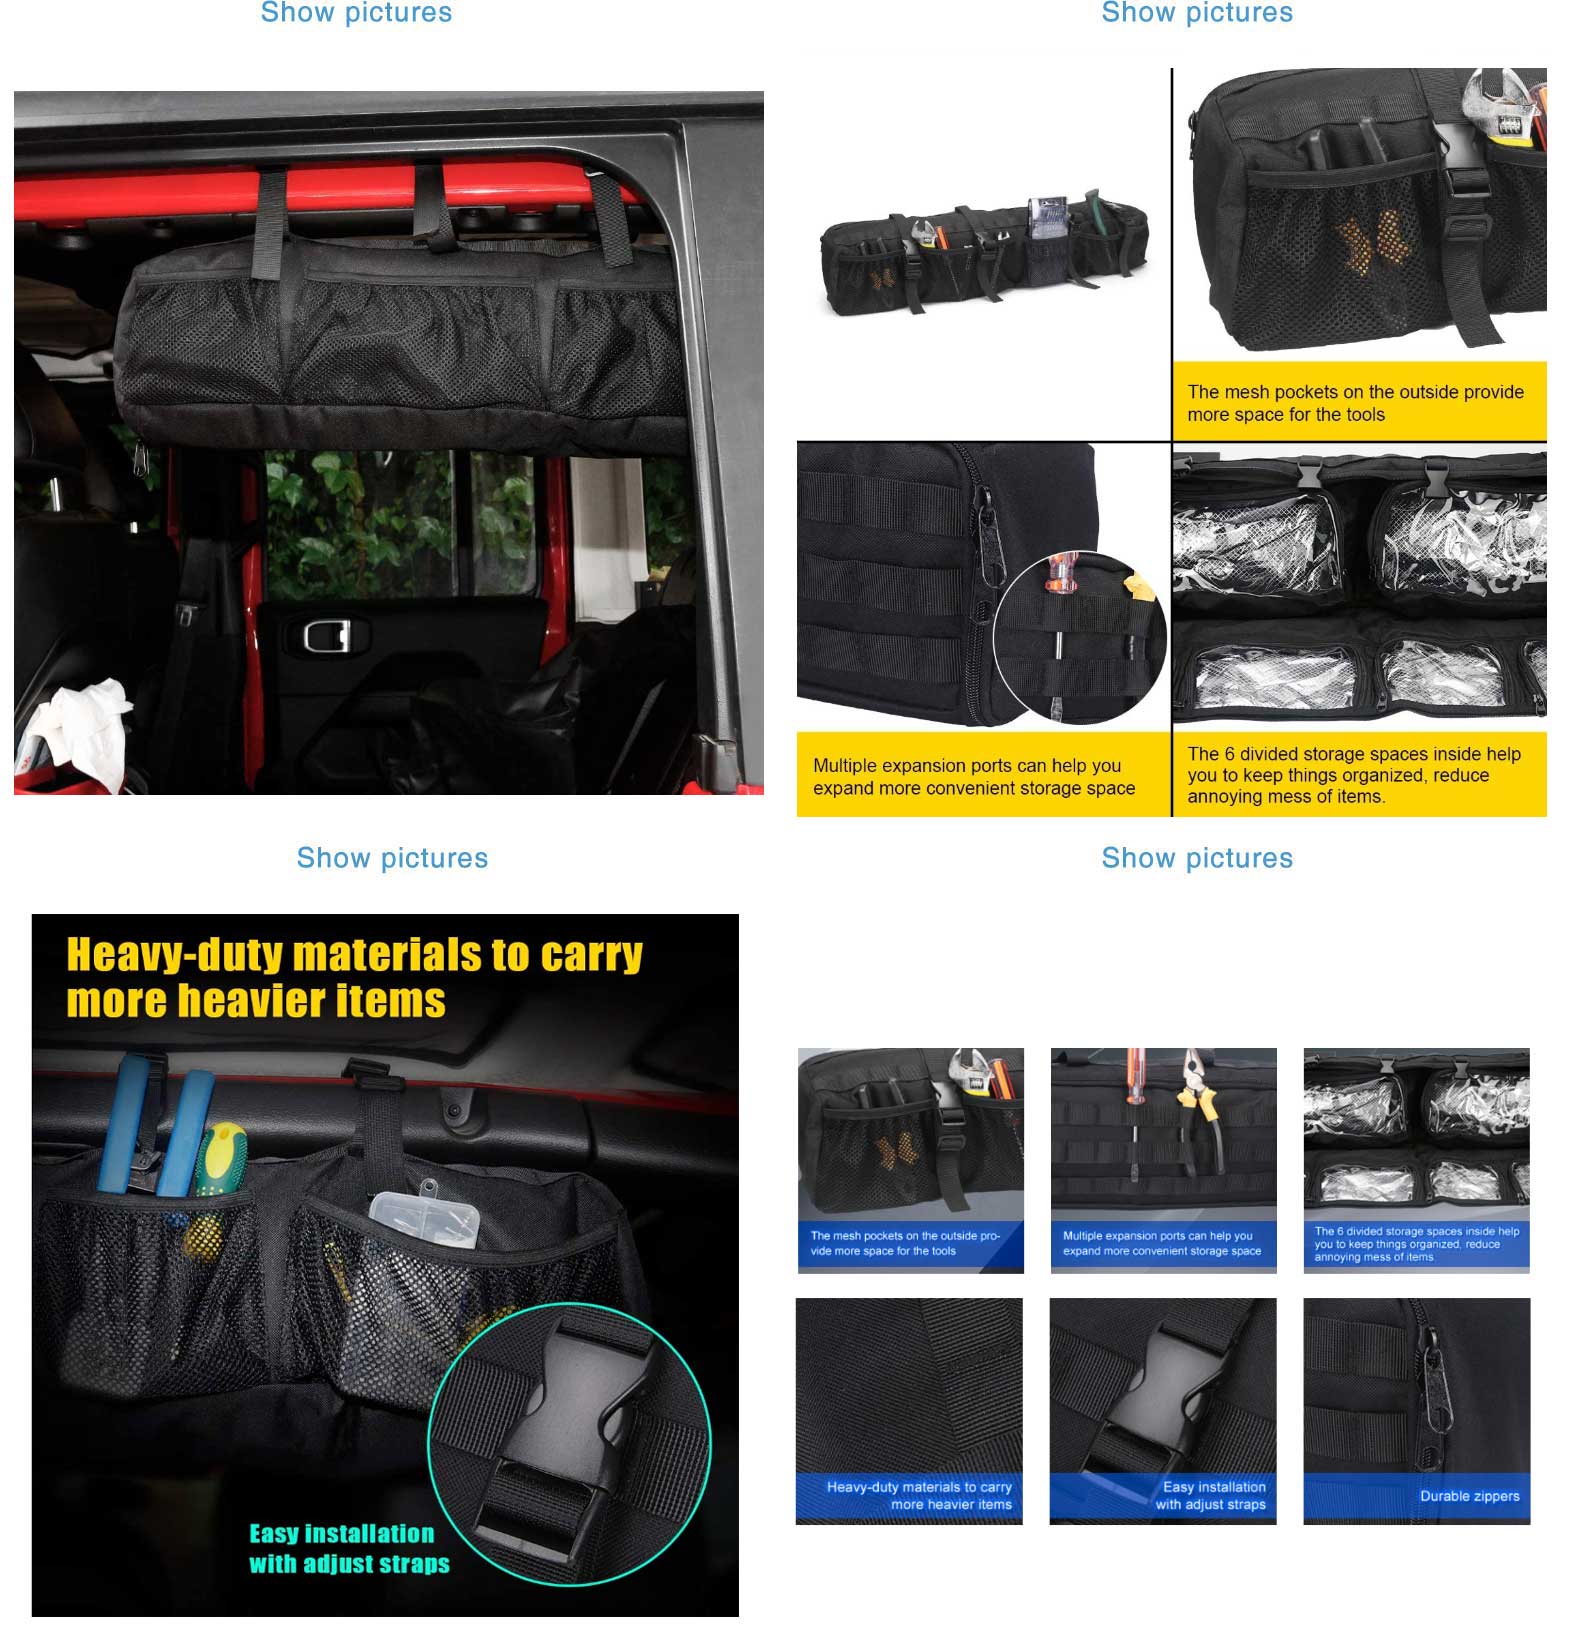 Show pictures
Show pictures
The mesh pockets on the outside provide
more space for the tools
Multiple expansion ports can help you
expand more convenient storage space
The 6 divided storage spaces inside help
you to keep things organized, reduce
annoying mess of items.
Show pictures
Show pictures
Heavy-duty materials to carry
more heavier items
Easy installation
with adjust straps
The mesh pockets on the outside pro-
vide more space for the tools
Multiple expansion ports can help you
expand more convenient storage space
The 6 divided storage spaces inside help
you to keep things organized, reduce
annoying mess of items.
Heavy-duty materials to carry
more heavier items
Easy installation
with adjust straps
Durable zippers